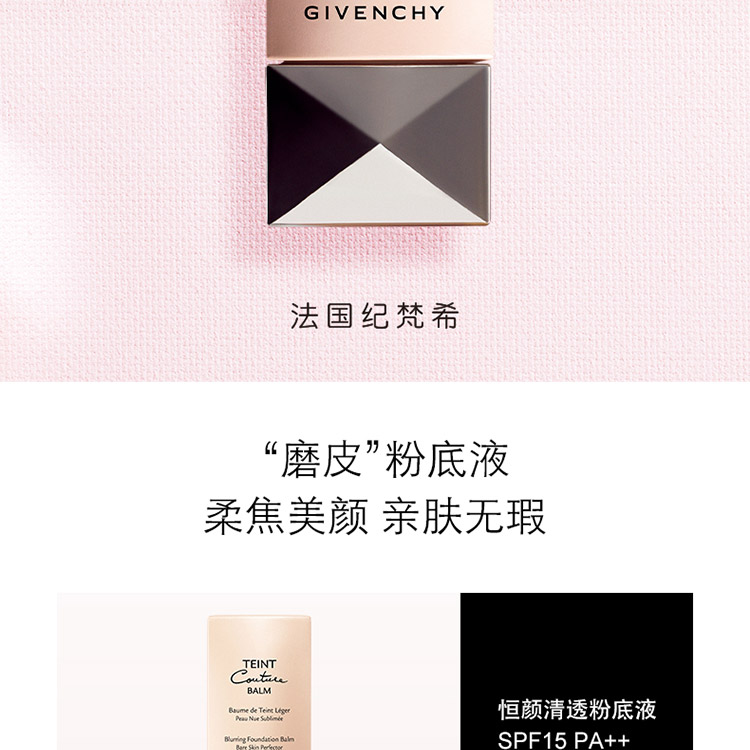 GIVENCHY
法国纪梵希
“磨皮”粉底液
柔焦美颜 亲肤无瑕
TEINT
Couture
BALM
Baume de Teint Léger
Peau Nue Sublimée
Blurring Foundation Balm
Bare Skin Perfector
恒颜清透粉底液
SPF15 PA++